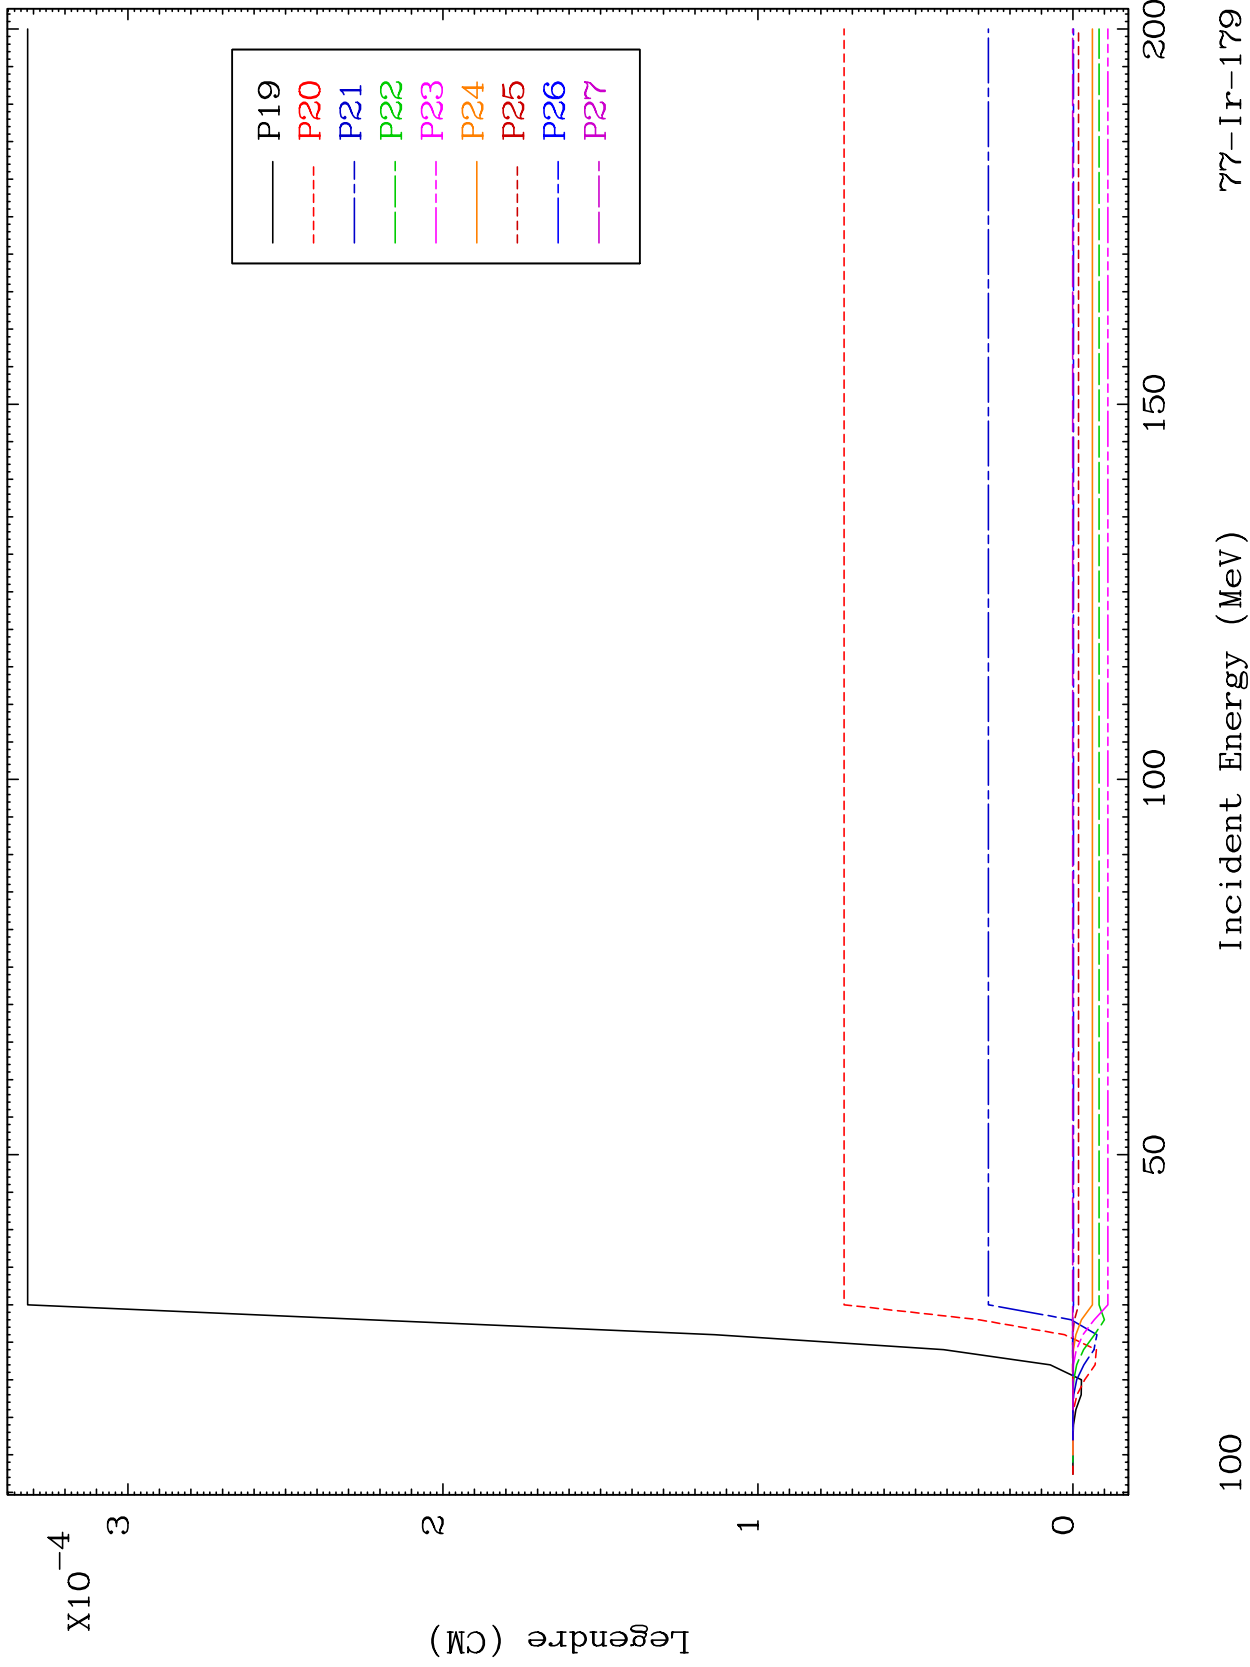 X10-4
3
2
1
0
Legendre (CM)
P19
P20
P21
P22
P23
P24
P25
P26
P27
50
100
150
200
100
Incident Energy (MeV)
77-Ir-179